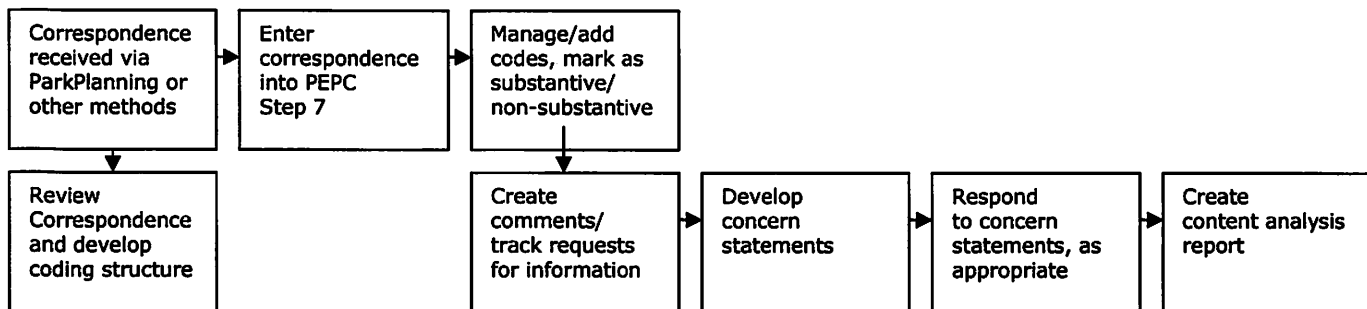 Correspondence
received via
ParkPlanning or
other methods
Enter
correspondence
into PEPC
Step 7
Manage/add
codes, mark as
substantive/
non-substantive
Review
Correspondence
and develop
coding structure
Create
comments/
track requests
for information
Develop
concern
statements
Respond
to concern
statements, as
appropriate
Create
content analysis
report